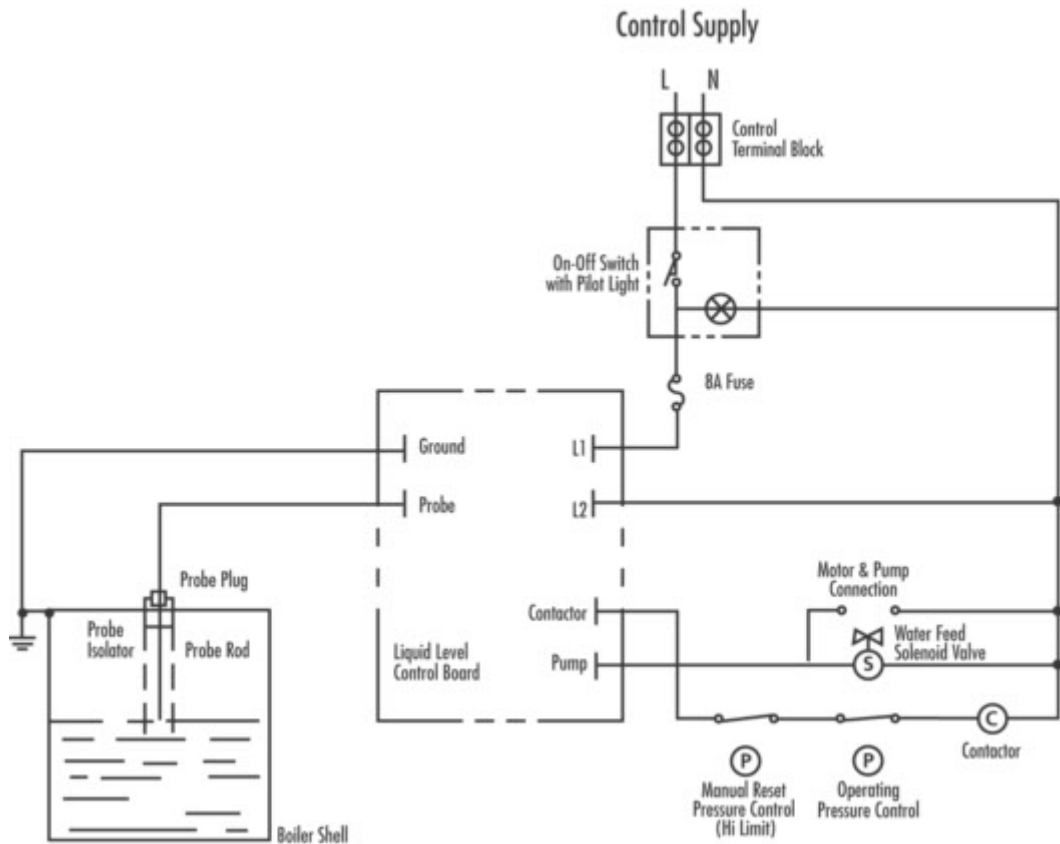 Control Supply
L N
Control
Terminal Block
On-Off Switch
with Pilot Light
8A Fuse
Ground
L1
Probe
L2
Probe Plug
Motor & Pump
Connection
Probe
Isolator
Probe Rod
Contactor
Water Feed
Solenoid Valve
Liquid Level
Control Board
Pump
S
C
Contactor
P
P
Manual Reset
Pressure Control
(Hi Limit)
Operating
Pressure Control
Boiler Shell